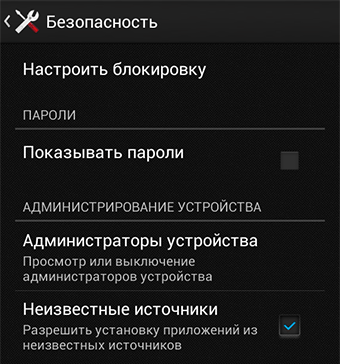 Безопасность
Настроить блокировку
ПАРОЛИ
Показывать пароли
АДМИНИСТРИРОВАНИЕ УСТРОЙСТВА
Администраторы устройства
Просмотр или выключение
администраторов устройства
Неизвестные источники
Разрешить установку приложений из
неизвестных источников